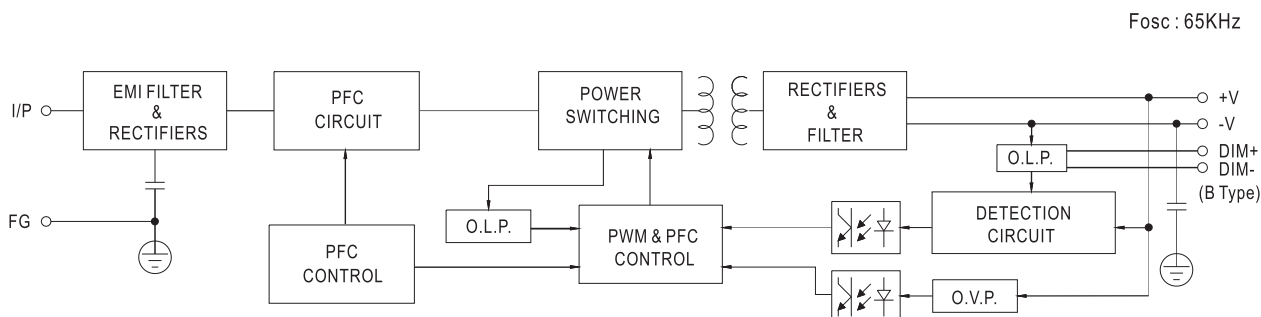 Fosc : 65KHz
I/P
EMI FILTER
&
RECTIFIERS
PFC
CIRCUIT
POWER
SWITCHING
RECTIFIERS
&
FILTER
+V
-V
DIM+
DIM-
(B Type)
O.L.P.
FG
PFC
CONTROL
O.L.P.
PWM & PFC
CONTROL
DETECTION
CIRCUIT
O.V.P.